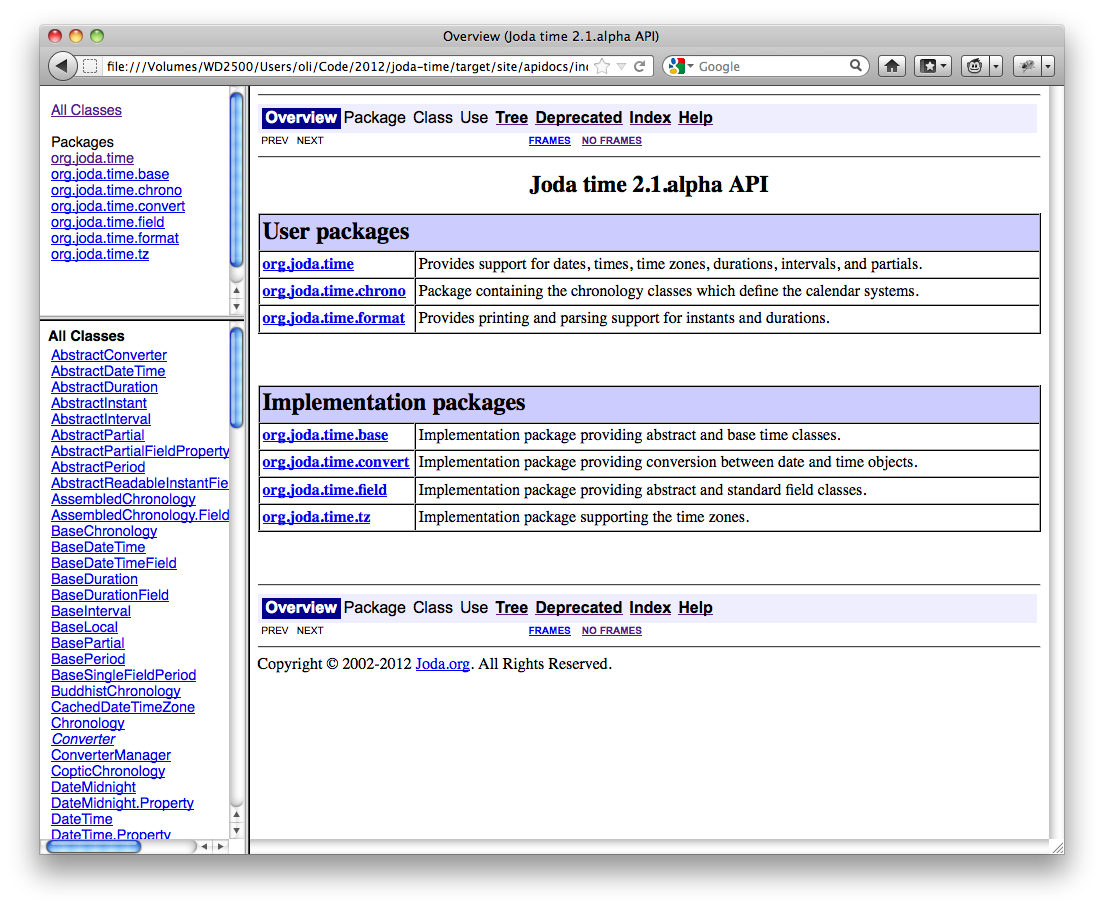 Overview (Joda time 2.1.alpha API)
file:///Volumes/WD2500/Users/oli/Code/2012/joda-time/target/site/apidocs/inc
Google
All Classes
Packages
org.joda.time
org.joda.time.base
org.joda.time.chrono
org.joda.time.convert
org.joda.time.field
org.joda.time.format
org.joda.time.tz
All Classes
AbstractConverter
AbstractDateTime
AbstractDuration
AbstractInstant
AbstractInterval
AbstractPartial
AbstractPartialFieldProperty
AbstractPeriod
AbstractReadableInstantFie
AssembledChronology
AssembledChronology.Field
BaseChronology
BaseDateTime
BaseDateTimeField
BaseDuration
BaseDurationField
BaseInterval
BaseLocal
BasePartial
BasePeriod
BaseSingleFieldPeriod
BuddhistChronology
CachedDateTimeZone
Chronology
Converter
ConverterManager
CopticChronology
DateMidnight
DateMidnight.Property
DateTime
DateTime.Property
Overview Package Class Use Tree Deprecated Index Help
PREV NEXT FRAMES NO FRAMES
Joda time 2.1.alpha API
User packages
org.joda.time Provides support for dates, times, time zones, durations, intervals, and partials.
org.joda.time.chrono Package containing the chronology classes which define the calendar systems.
org.joda.time.format Provides printing and parsing support for instants and durations.
Implementation packages
org.joda.time.base Implementation package providing abstract and base time classes.
org.joda.time.convert Implementation package providing conversion between date and time objects.
org.joda.time.field Implementation package providing abstract and standard field classes.
org.joda.time.tz Implementation package supporting the time zones.
Overview Package Class Use Tree Deprecated Index Help
PREV NEXT FRAMES NO FRAMES
Copyright © 2002-2012 Joda.org. All Rights Reserved.